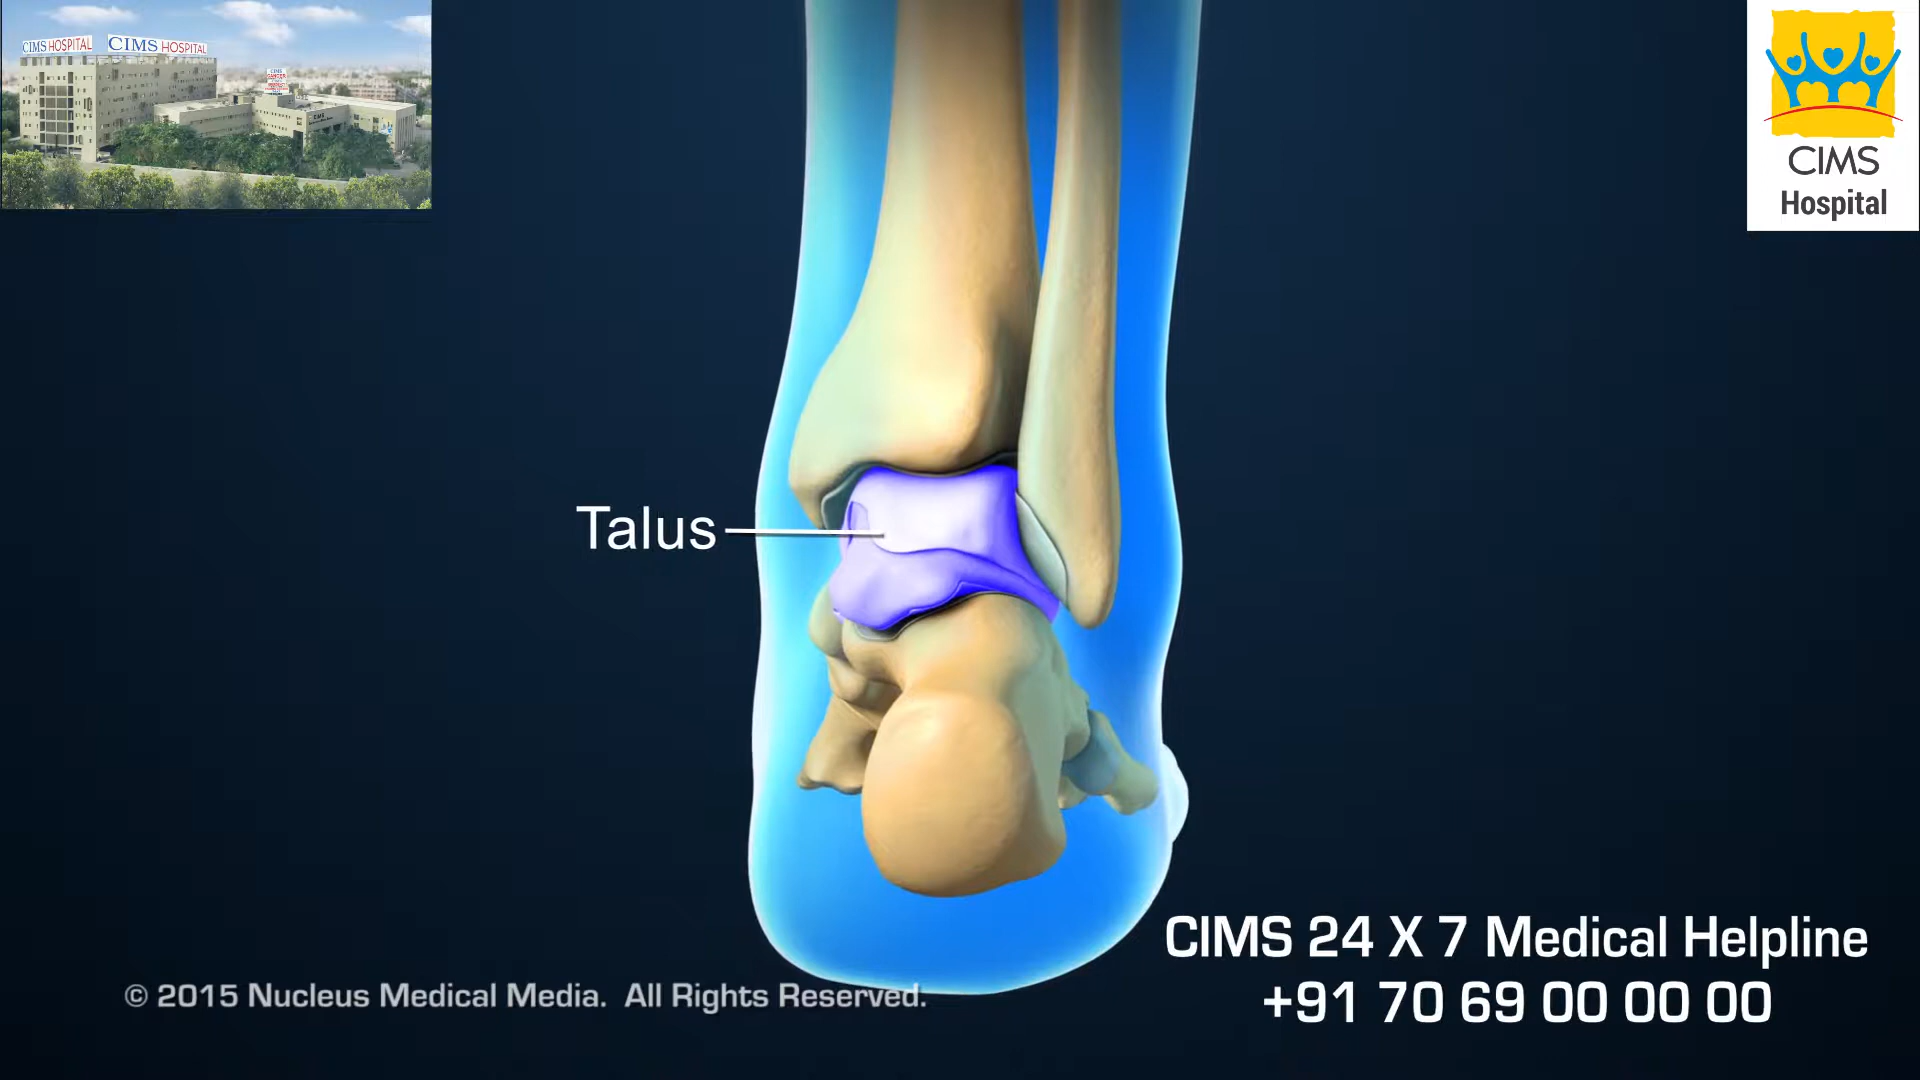 CIMS HOSPITAL CIMS HOSPITAL
CIMS
Hospital
Talus
CIMS 24 X 7 Medical Helpline
+91 70 69 00 00 00
© 2015 Nucleus Medical Media. All Rights Reserved.